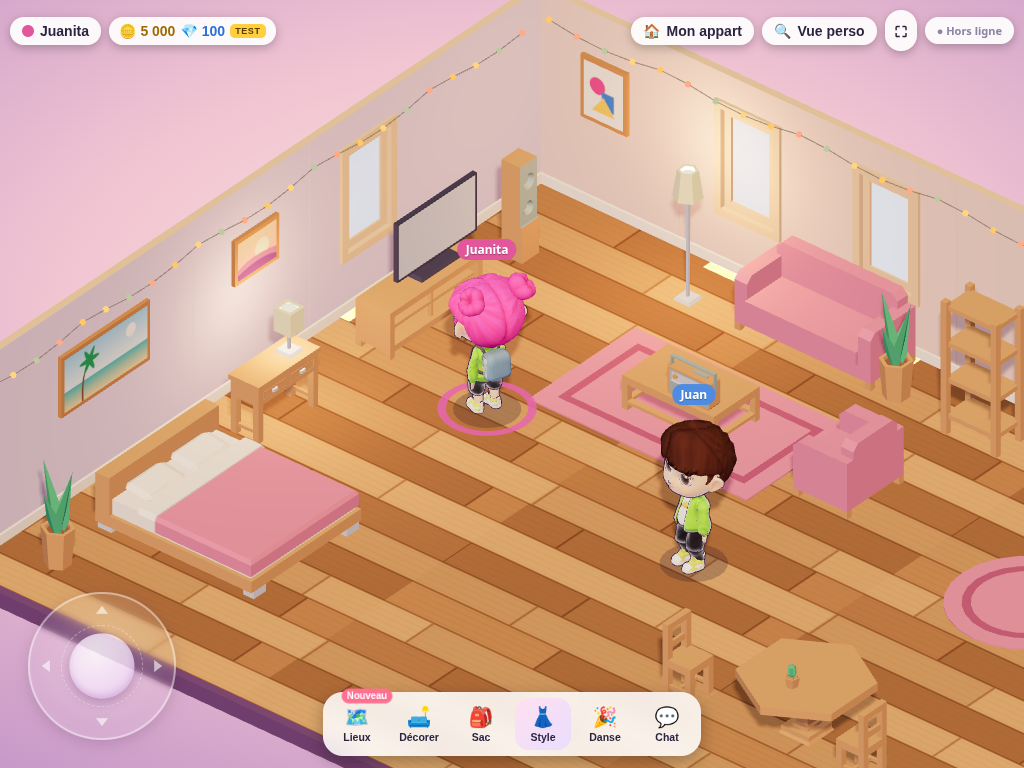 Juanita
5 000 100 TEST
Mon appart
Vue perso
● Hors ligne
Juanita
Juan
Nouveau
Lieux
Décorer
Sac
Style
Danse
Chat